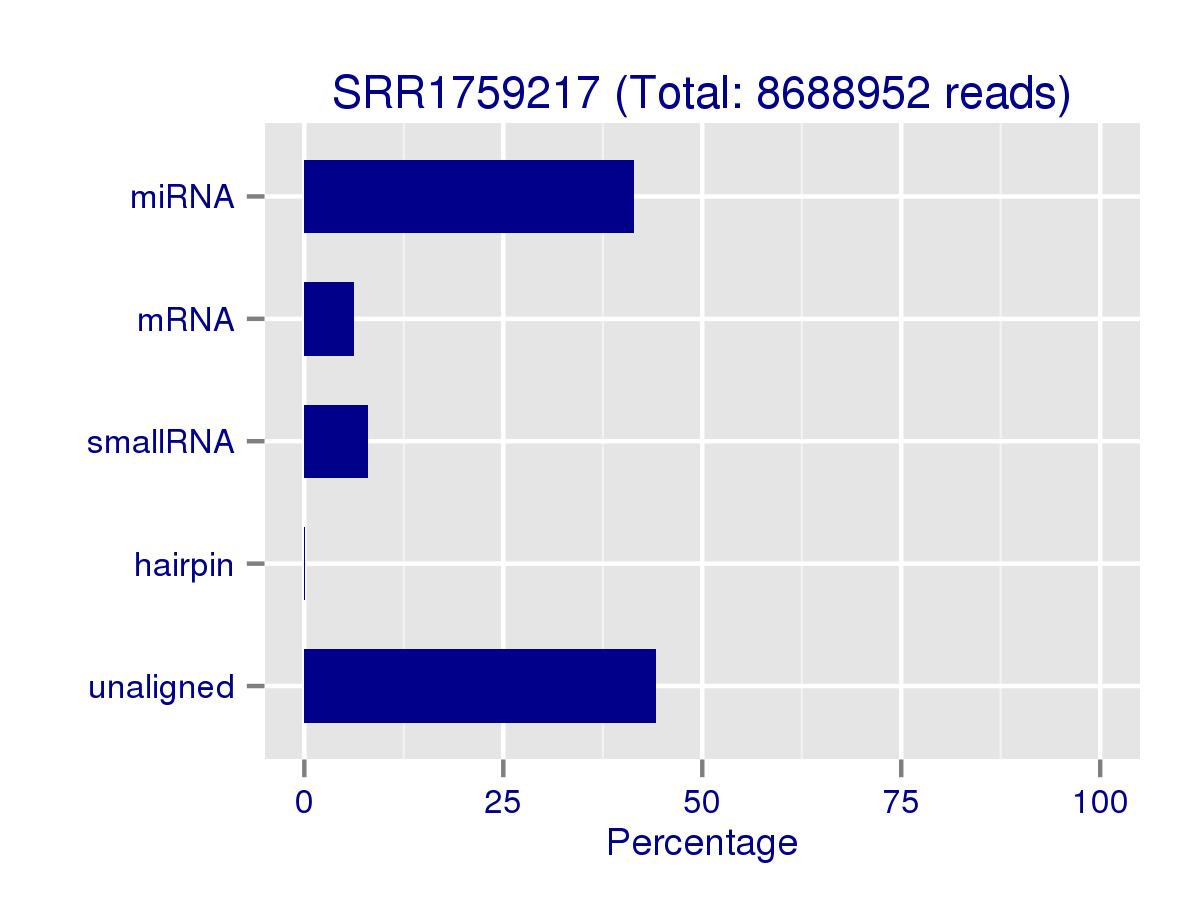 SRR1759217 (Total: 8688952 reads)
miRNA
mRNA
smallRNA
hairpin
unaligned
0 25 50 75 100
Percentage